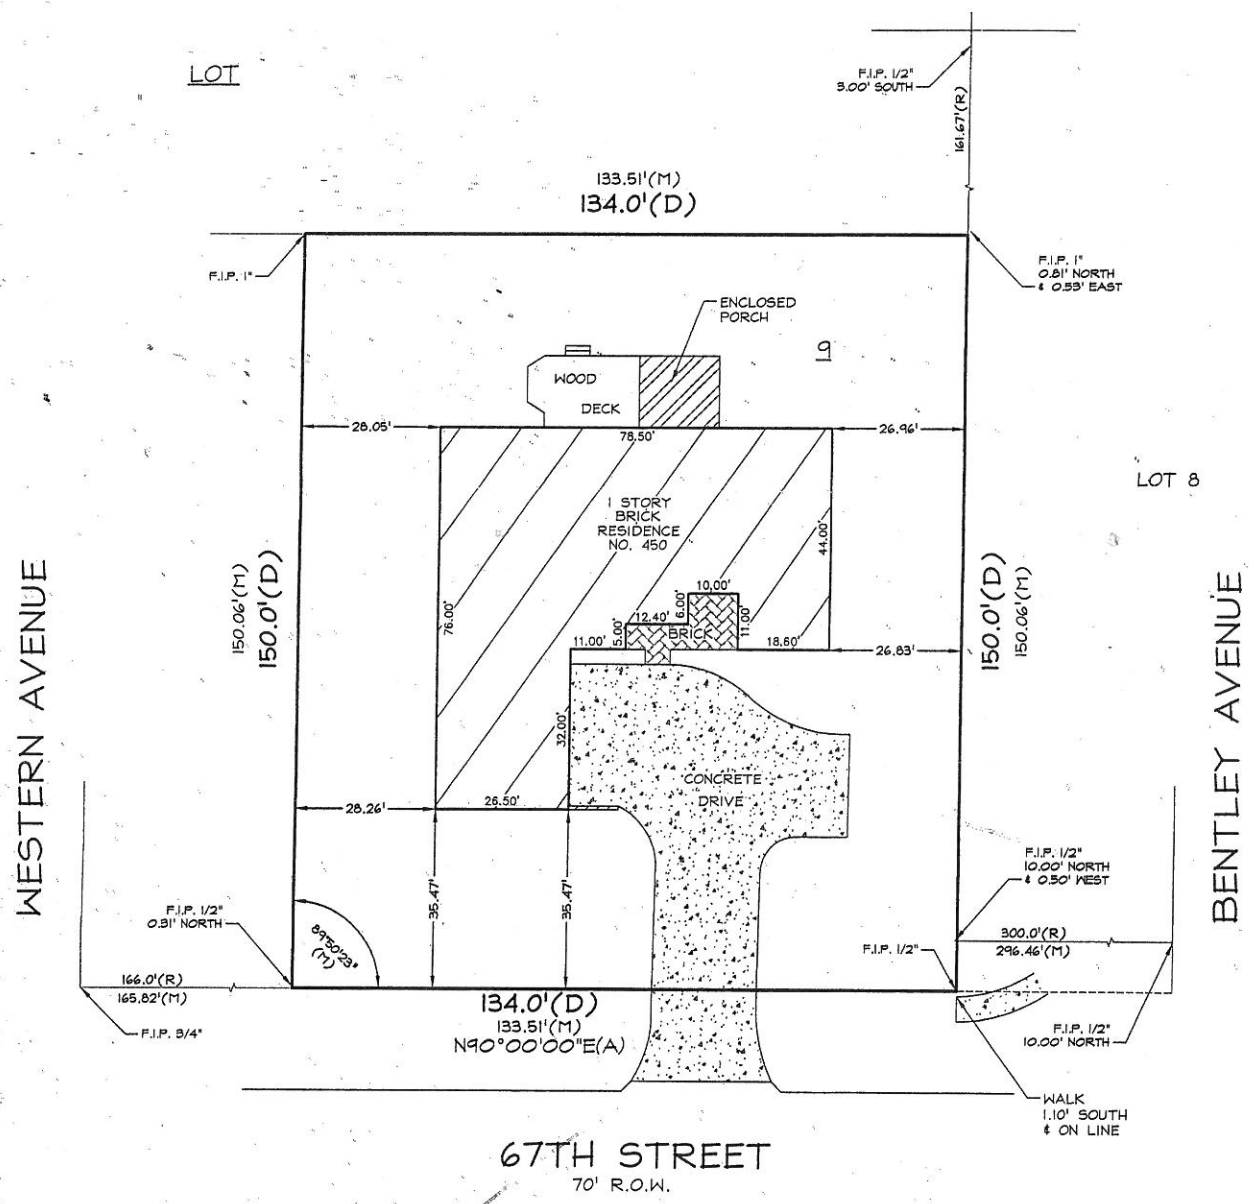 LOT
F.I.P. 1/2"
3.00' SOUTH
161.67'(R)
133.51'(M)
134.0'(D)
F.I.P. 1"
F.I.P. 1"
0.81' NORTH
& 0.53' EAST
ENCLOSED
PORCH
9
WOOD
DECK
28.05'
78.50'
26.96'
LOT 8
1 STORY
BRICK
RESIDENCE
NO. 450
44.00'
WESTERN AVENUE
150.06'(M)
150.0'(D)
76.00'
10.00'
6.00'
12.40'
5.00'
BRICK
11.00'
11.00'
18.60'
26.83'
150.0'(D)
150.06'(M)
BENTLEY AVENUE
32.00'
CONCRETE
DRIVE
28.26'
26.50'
35.47'
35.47'
F.I.P. 1/2"
10.00' NORTH
& 0.50' WEST
F.I.P. 1/2"
0.31' NORTH
89°50'23"
(M)
F.I.P. 1/2"
300.0'(R)
296.46'(M)
166.0'(R)
165.82'(M)
F.I.P. 3/4"
134.0'(D)
133.51'(M)
N90°00'00"E(A)
F.I.P. 1/2"
10.00' NORTH
WALK
1.10' SOUTH
& ON LINE
67TH STREET
70' R.O.W.